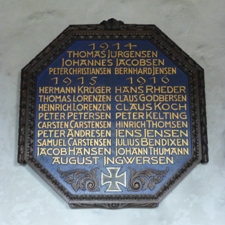 1914
THOMAS JÜRGENSEN
JOHANNES JACOBSEN
PETER CHRISTIANSEN BERNHARD JENSEN
1915 1916
HERMANN KRÜGER HANS RHEDER
THOMAS LORENZEN CLAUS GODBERSEN
HEINRICH LORENZEN CLAUS KOCH
PETER PETERSEN PETER KELTING
CARSTEN CARSTENSEN HINRICH THOMSEN
PETER ANDRESEN JENS JENSEN
SAMUEL CARSTENSEN JULIUS BENDIXEN
JACOB HANSEN JOHANN THUMANN
AUGUST INGWERSEN